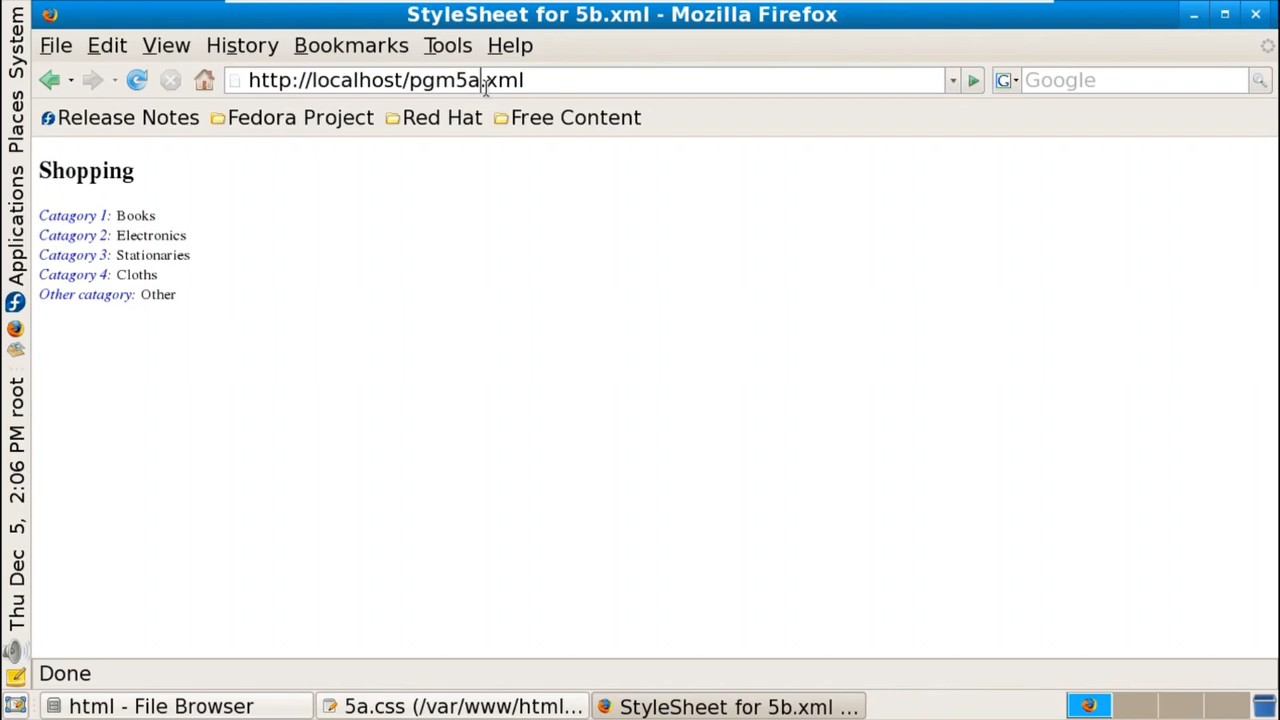 StyleSheet for 5b.xml - Mozilla Firefox
File Edit View History Bookmarks Tools Help
http://localhost/pgm5a.xml
Google
Release Notes Fedora Project Red Hat Free Content
Shopping
Catagory 1: Books
Catagory 2: Electronics
Catagory 3: Stationaries
Catagory 4: Cloths
Other catagory: Other
Done
Applications Places System
Thu Dec 5, 2:06 PM root
html - File Browser
5a.css (/var/www/html...
StyleSheet for 5b.xml ...